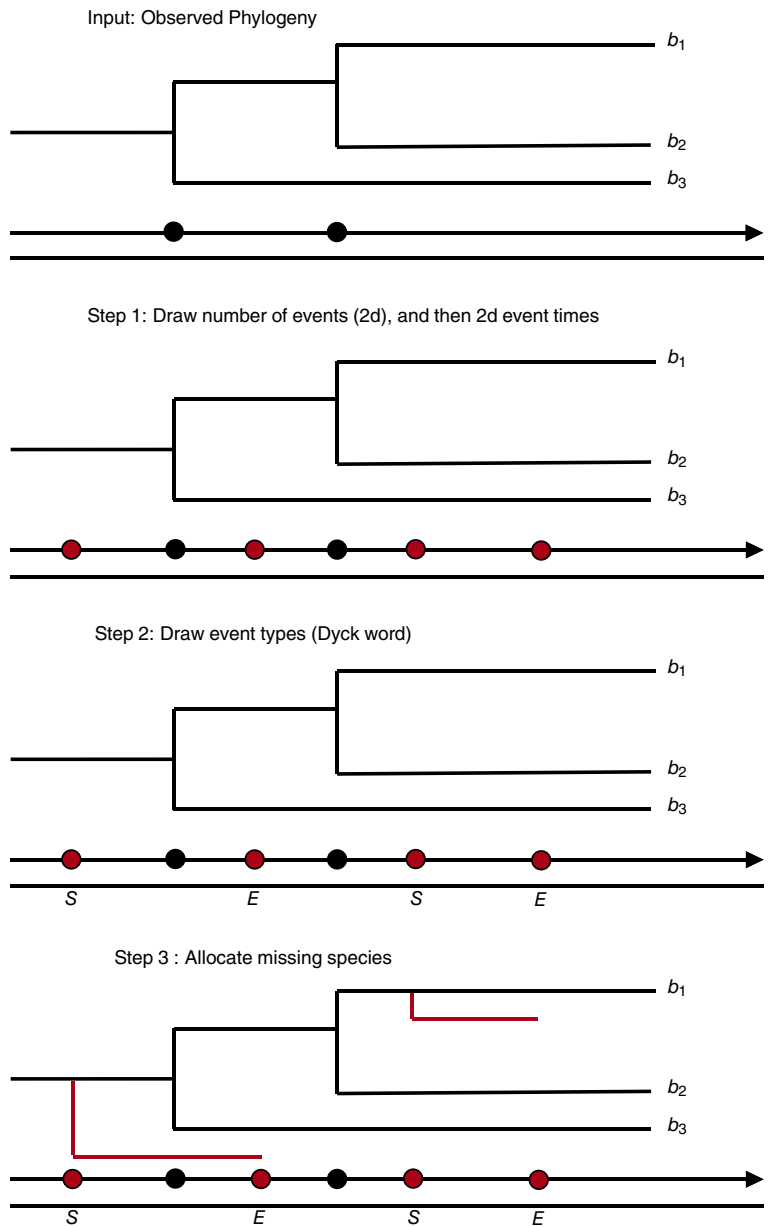 Input: Observed Phylogeny
b1
b2
b3
Step 1: Draw number of events (2d), and then 2d event times
b1
b2
b3
Step 2: Draw event types (Dyck word)
b1
b2
b3
S E S E
Step 3 : Allocate missing species
b1
b2
b3
S E S E